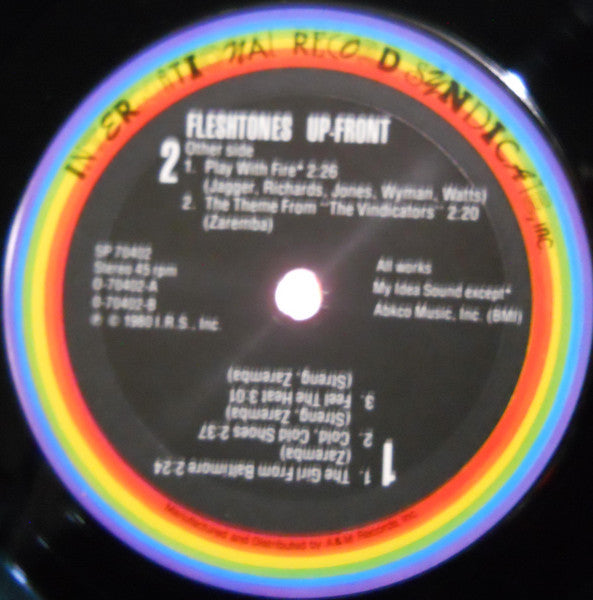 INTERNATIONAL RECORD SYNDICATE, INC
FLESHTONES UP-FRONT
2
Other side
1. Play With Fire* 2:26
(Jagger, Richards, Jones, Wyman, Watts)
2. The Theme From "The Vindicators" 2:20
(Zaremba)
SP 70402
Stereo 45 rpm
0-70402-A
0-70402-B
℗ © 1980 I.R.S., Inc.
All works
My Idea Sound except*
Abkco Music, Inc. (BMI)
1
1. The Girl From Baltimore 2:24
(Zaremba)
2. Cold, Cold Shoes 2:37
(Streng, Zaremba)
3. Feel The Heat 3:01
(Streng, Zaremba)
Manufactured and distributed by A&M Records, Inc.